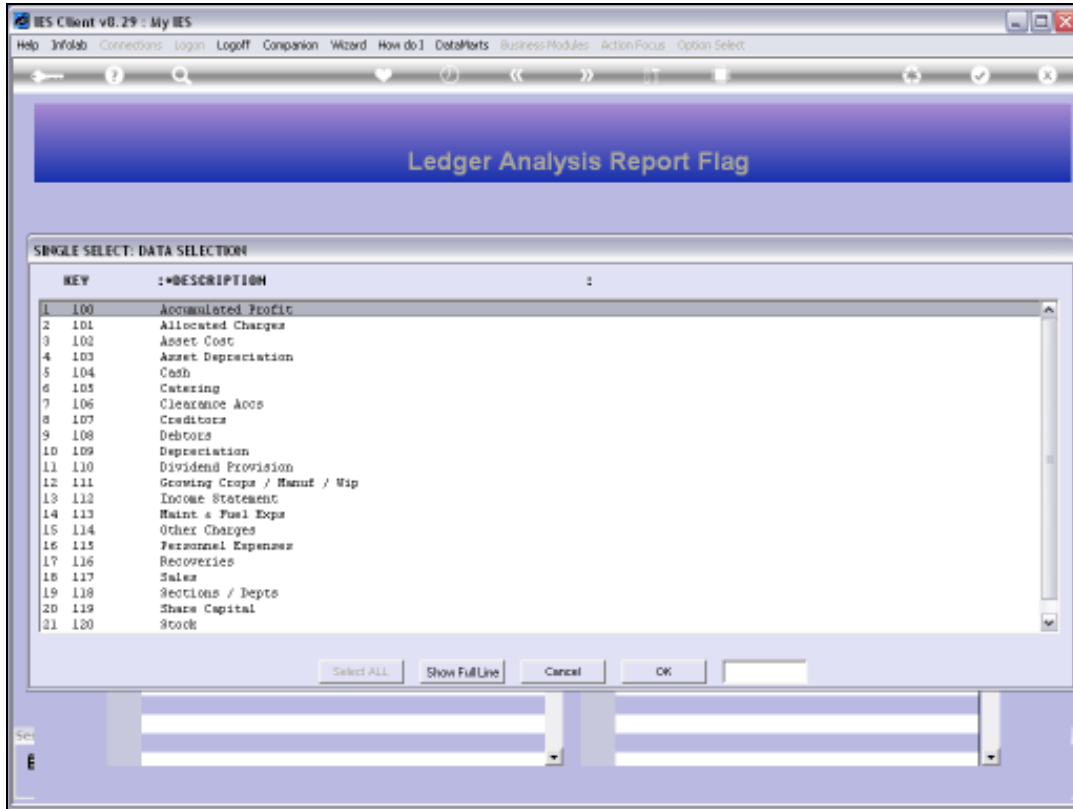 IES Client v8.29 : My IES
Help Infolab Connections Logon Logoff Companion Wizard How do I DataMarts Business Modules Action Focus Option Select
Ledger Analysis Report Flag
SINGLE SELECT: DATA SELECTION
KEY :*DESCRIPTION :
1 100 Accumulated Profit
2 101 Allocated Charges
3 102 Asset Cost
4 103 Asset Depreciation
5 104 Cash
6 105 Catering
7 106 Clearance Accs
8 107 Creditors
9 108 Debtors
10 109 Depreciation
11 110 Dividend Provision
12 111 Growing Crops / Manuf / Wip
13 112 Income Statement
14 113 Maint & Fuel Exps
15 114 Other Charges
16 115 Personnel Expenses
17 116 Recoveries
18 117 Sales
19 118 Sections / Depts
20 119 Share Capital
21 120 Stock
Select ALL Show Full Line Cancel OK